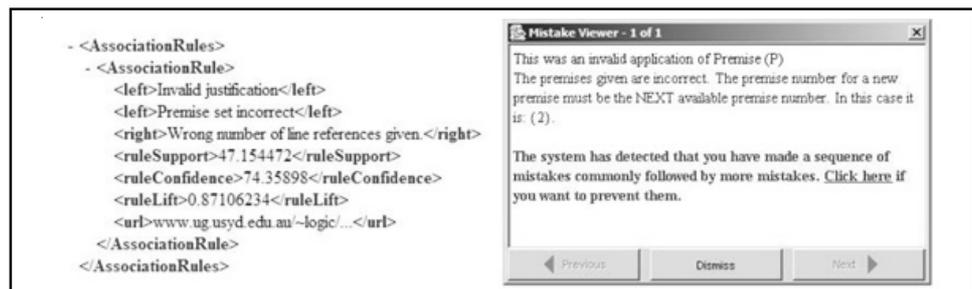 - <AssociationRules>
- <AssociationRule>
<left>Invalid justification</left>
<left>Premise set incorrect</left>
<right>Wrong number of line references given.</right>
<ruleSupport>47.154472</ruleSupport>
<ruleConfidence>74.35898</ruleConfidence>
<ruleLift>0.87106234</ruleLift>
<url>www.ug.usyd.edu.au/~logic/...</url>
</AssociationRule>
</AssociationRules>
Mistake Viewer - 1 of 1
This was an invalid application of Premise (P)
The premises given are incorrect. The premise number for a new
premise must be the NEXT available premise number. In this case it
is: (2).
The system has detected that you have made a sequence of
mistakes commonly followed by more mistakes. Click here if
you want to prevent them.
Previous
Dismiss
Next